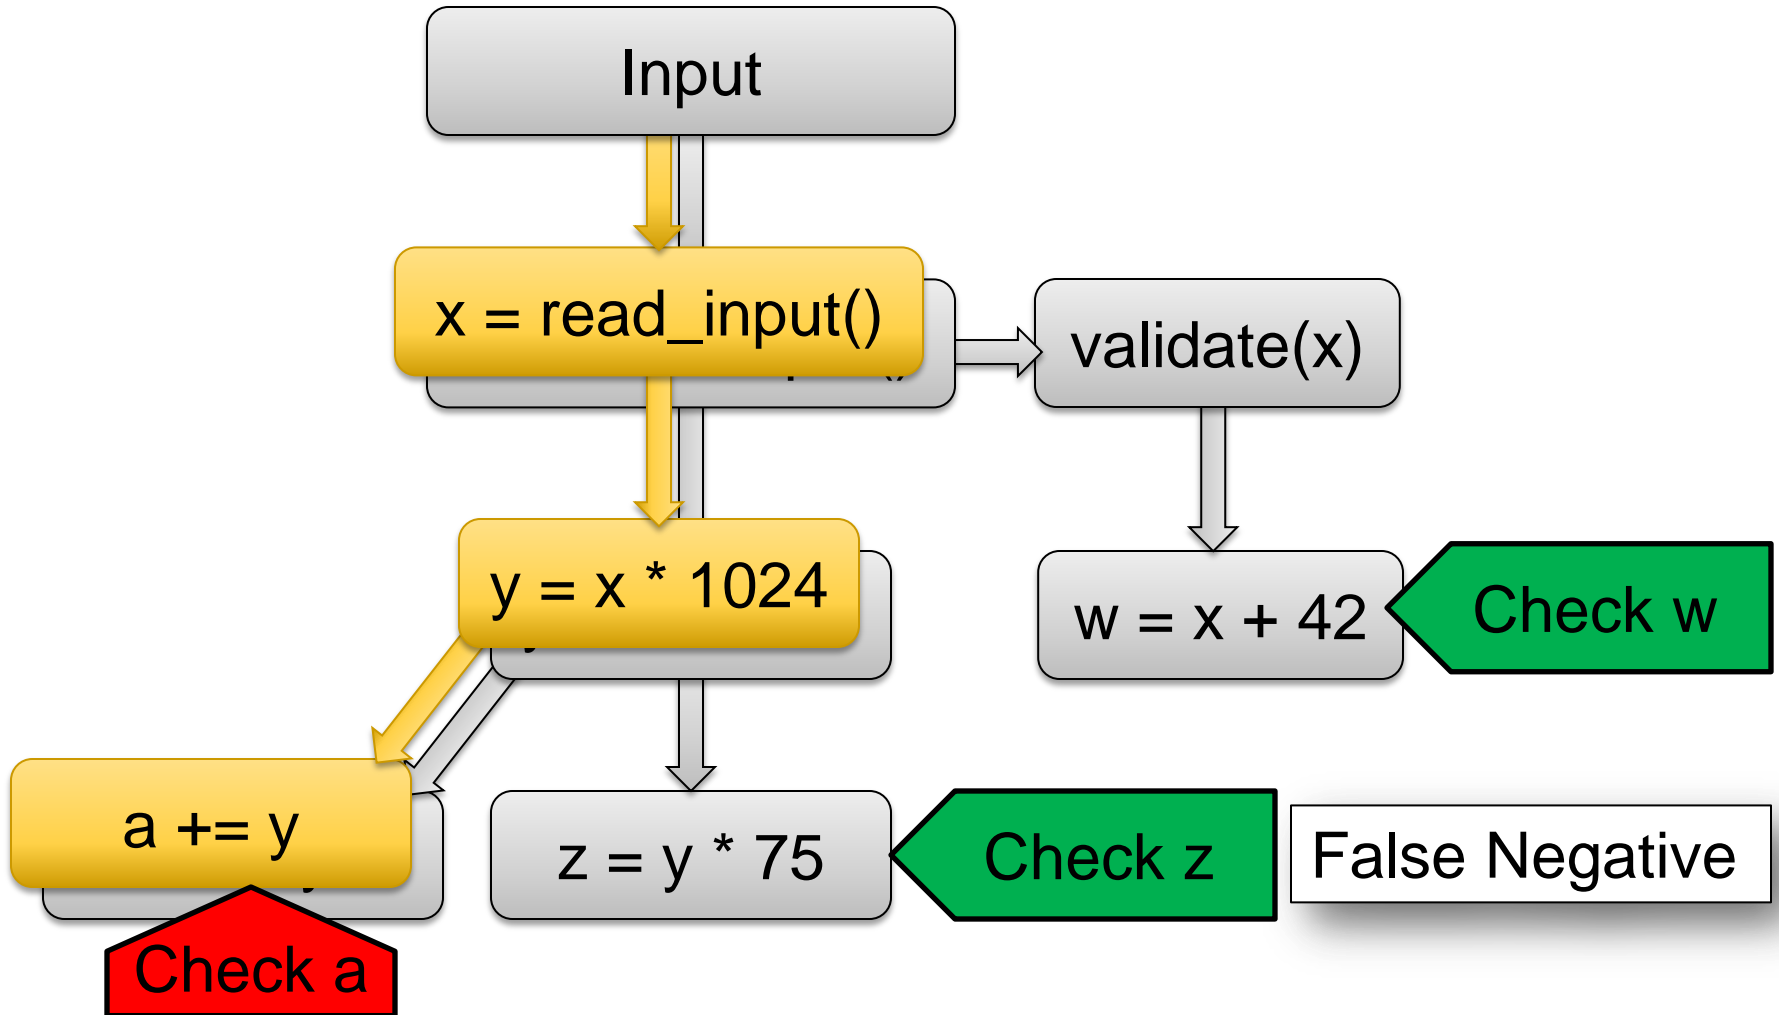 Input
x = read_input()
validate(x)
y = x * 1024
w = x + 42
Check w
a += y
z = y * 75
Check z
False Negative
Check a